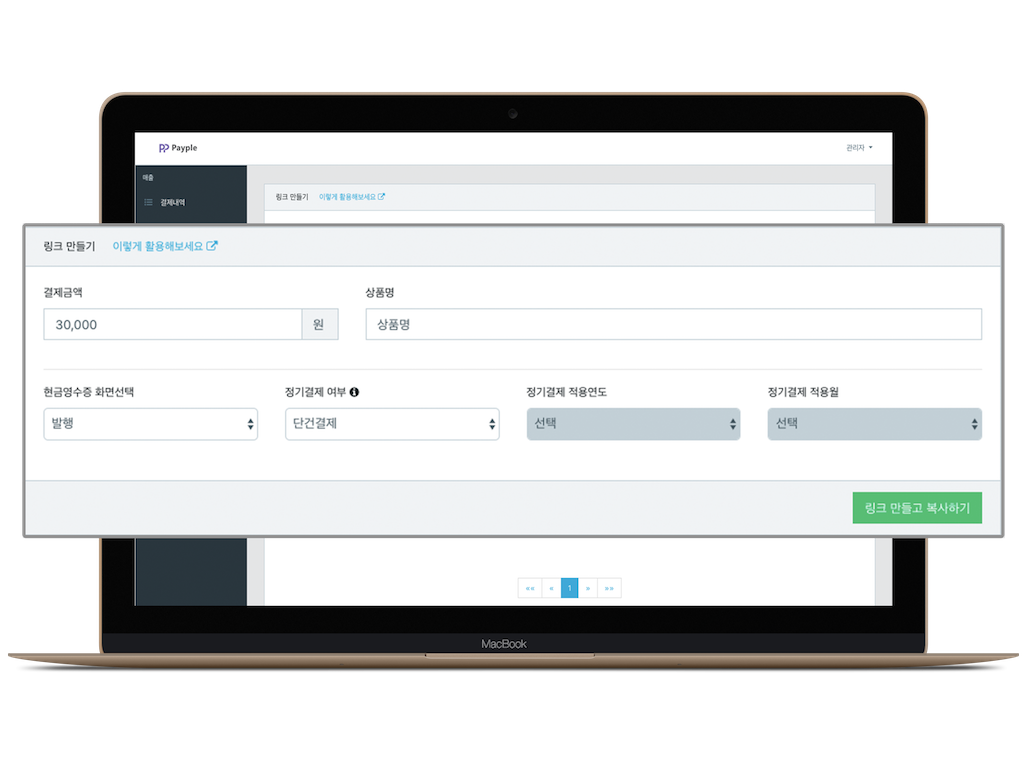 Payple
관리자
매출
결제내역
링크 만들기 이렇게 활용해보세요
링크 만들기 이렇게 활용해보세요
결제금액 상품명
30,000 원 상품명
현금영수증 화면선택 정기결제 여부 정기결제 적용연도 정기결제 적용월
발행 단건결제 선택 선택
링크 만들고 복사하기
«« « 1 » »»
MacBook